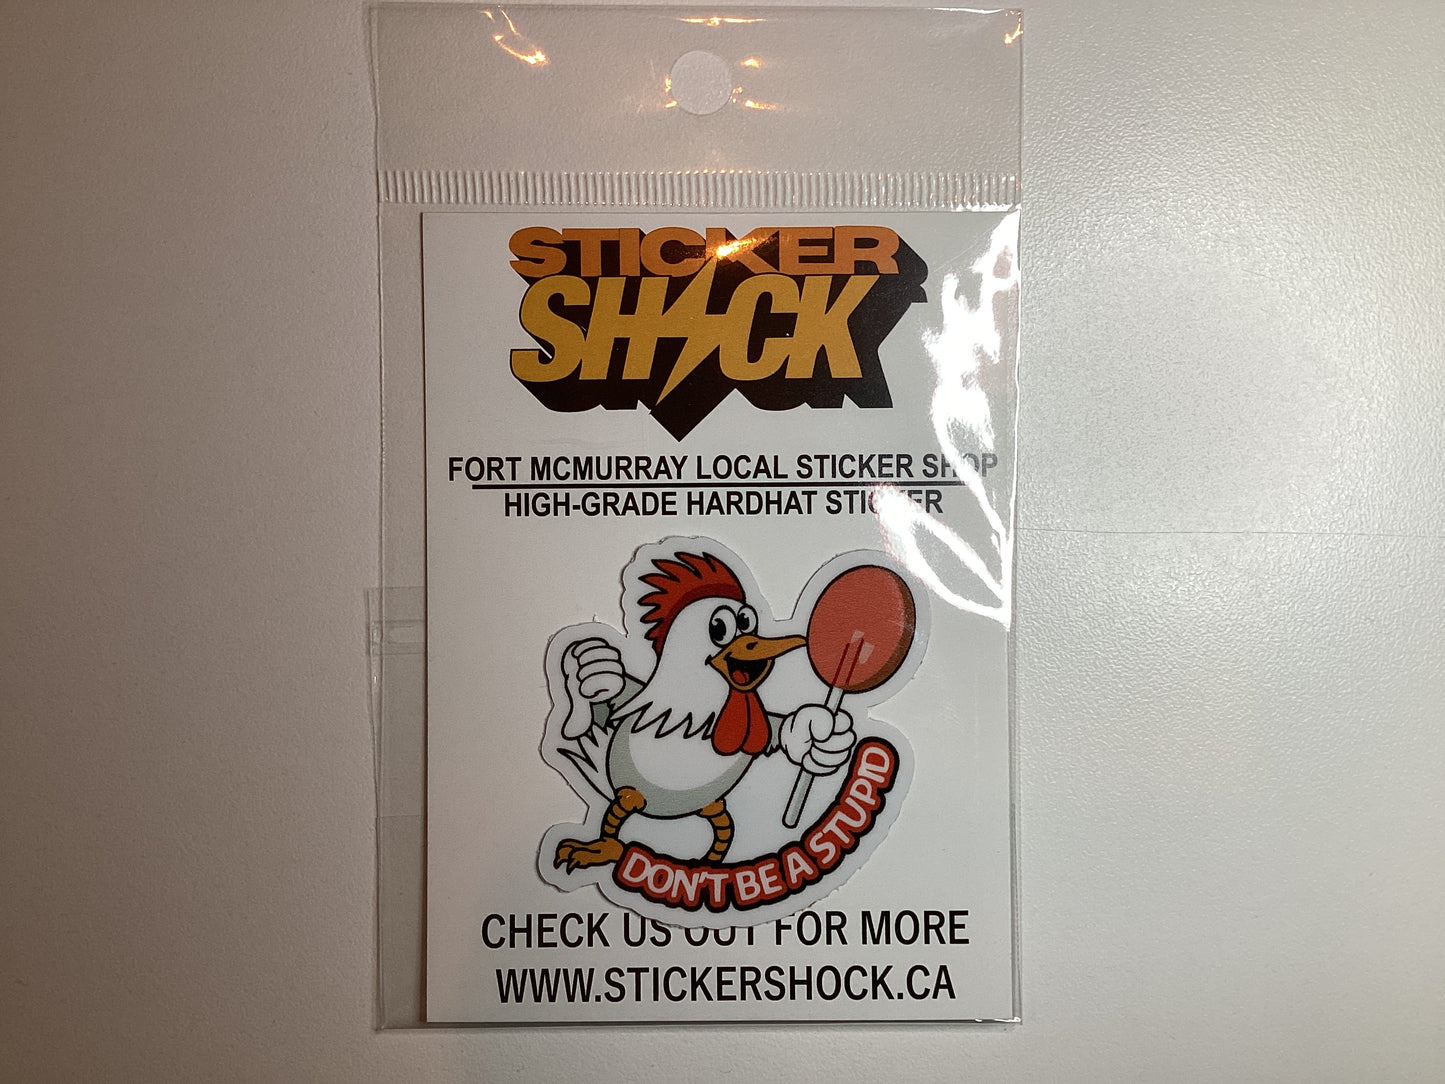 STICKER
SHOCK
FORT MCMURRAY LOCAL STICKER SHOP
HIGH-GRADE HARDHAT STICKER
DON'T BE A STUPID
CHECK US OUT FOR MORE
WWW.STICKERSHOCK.CA